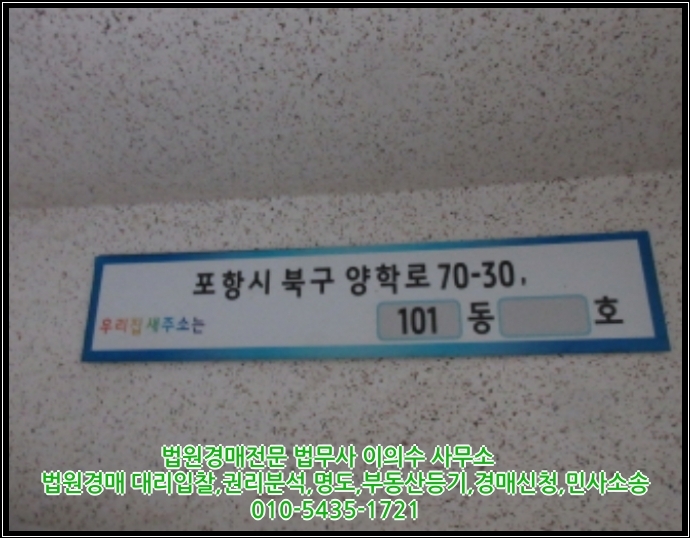 포항시 북구 양학로 70-30,
우리집새주소는 101 동 호
법원경매전문 법무사 이의수 사무소
법원경매 대리입찰,권리분석,명도,부동산등기,경매신청,민사소송
010-5435-1721